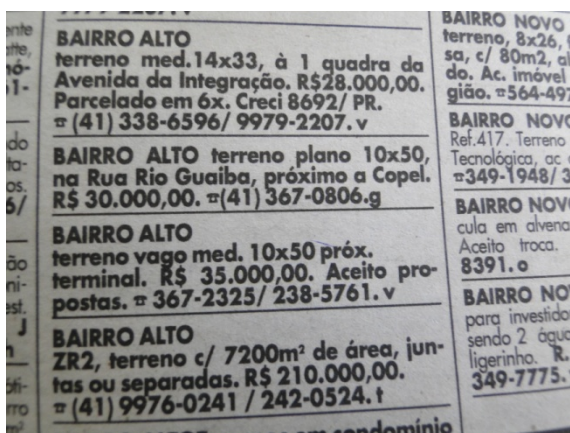 BAIRRO ALTO
terreno med.14x33, à 1 quadra da
Avenida da Integração. R$28.000,00.
Parcelado em 6x. Creci 8692/ PR.
☎(41) 338-6596/ 9979-2207.v
BAIRRO ALTO terreno plano 10x50,
na Rua Rio Guaiba, próximo a Copel.
R$ 30.000,00. ☎(41) 367-0806.g
BAIRRO ALTO
terreno vago med. 10x50 próx.
terminal. R$ 35.000,00. Aceito pro-
postas. ☎ 367-2325/ 238-5761.v
BAIRRO ALTO
ZR2, terreno c/ 7200m² de área, jun-
tas ou separadas. R$ 210.000,00.
☎(41) 9976-0241 / 242-0524.t
condomínio
BAIRRO NOVO
terreno, 8x26,
sa, c/ 80m2,
do. Ac. imóvel
gião. ☎564-497
BAIRRO NOVO
Ref.417. Terreno
Tecnológica, ac
☎349-1948/ 3
BAIRRO NOV
cula em alvena
Aceito troca.
8391.o
BAIRRO NO
para investido
sendo 2 água
ligerinho. R.
349-7775.